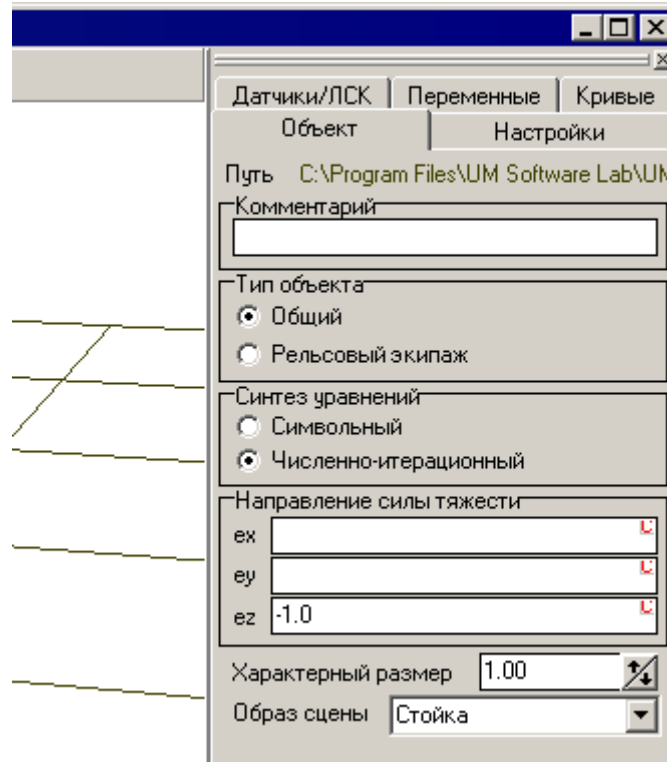 Датчики/ЛСК Переменные Кривые
Объект Настройки
Путь C:\Program Files\UM Software Lab\UM
Комментарий
Тип объекта
Общий
Рельсовый экипаж
Синтез уравнений
Символьный
Численно-итерационный
Направление силы тяжести
ex
ey
ez -1.0
Характерный размер 1.00
Образ сцены Стойка